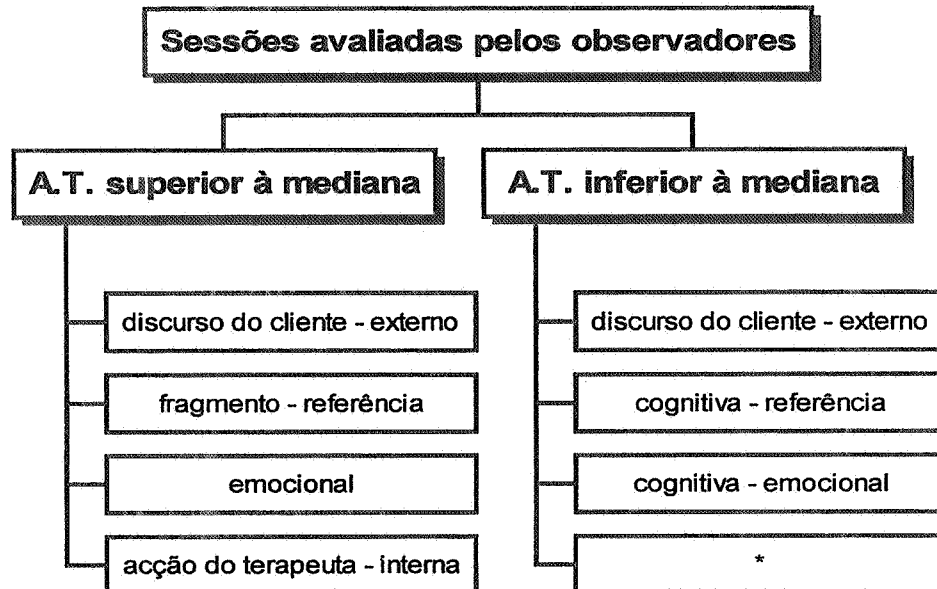 Sessões avaliadas pelos observadores
A.T. superior à mediana
A.T. inferior à mediana
discurso do cliente - externo
discurso do cliente - externo
fragmento - referência
cognitiva - referência
emocional
cognitiva - emocional
acção do terapeuta - interna
*